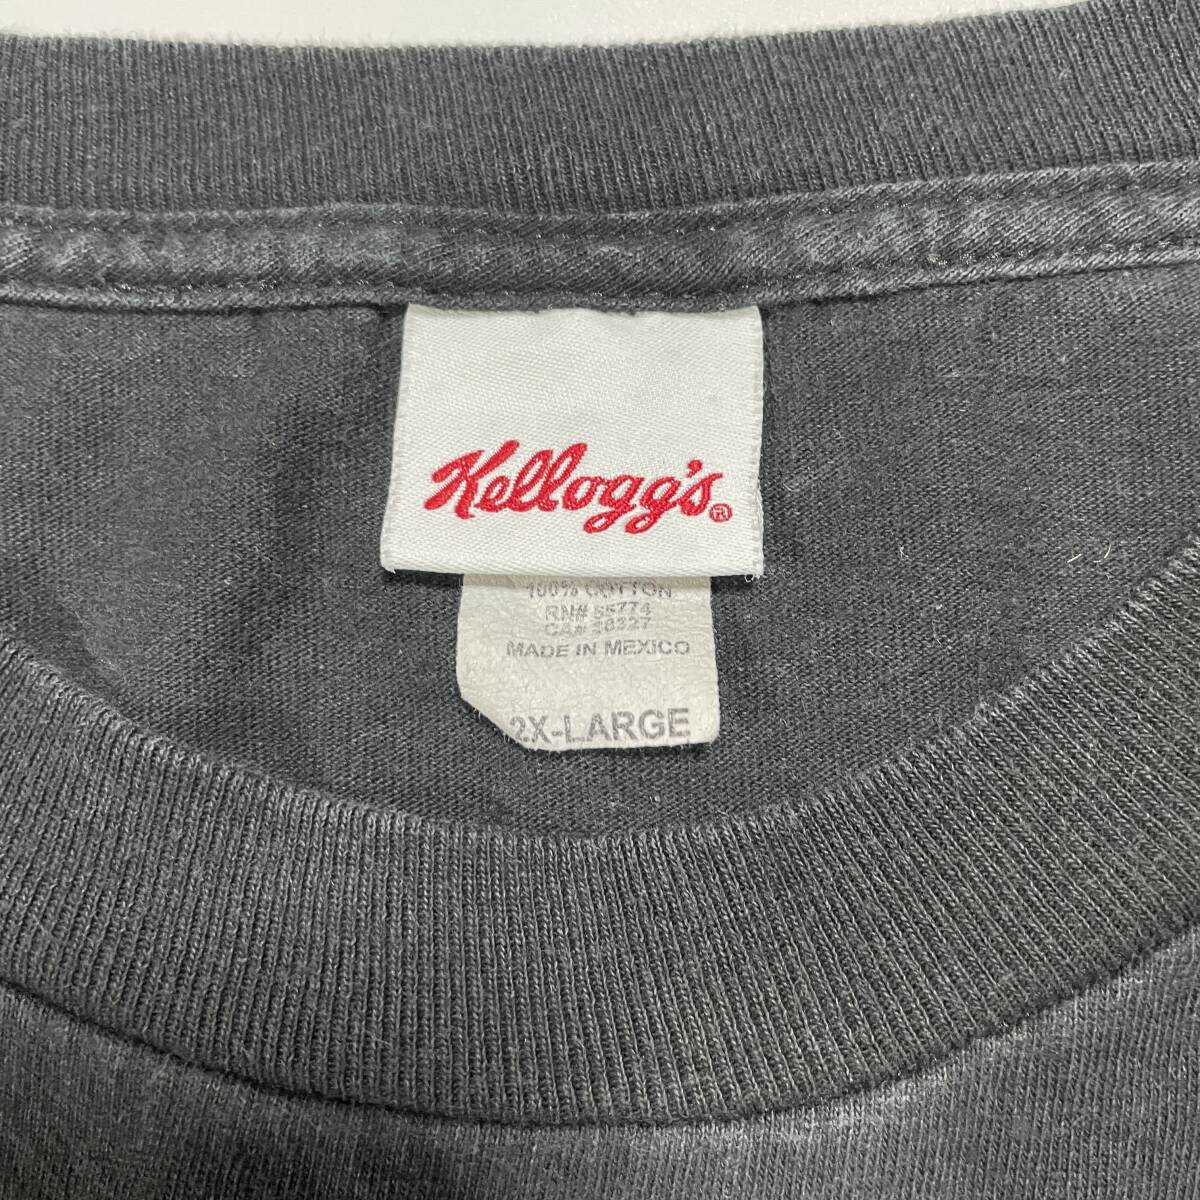 Kellogg's®
100% COTTON
RN# 55774
CA# 38327
MADE IN MEXICO
2X-LARGE